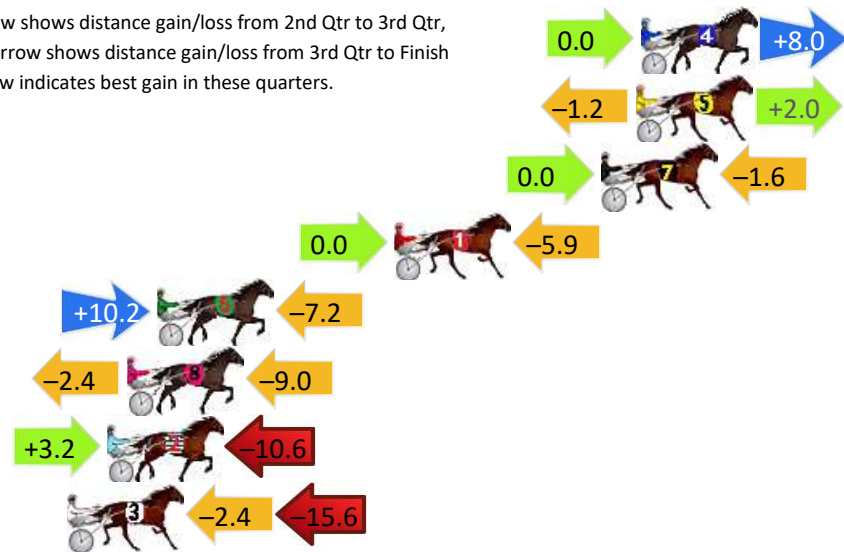 w shows distance gain/loss from 2nd Qtr to 3rd Qtr,
rrow shows distance gain/loss from 3rd Qtr to Finish
w indicates best gain in these quarters.
0.0 4 +8.0
–1.2 5 +2.0
0.0 7 –1.6
0.0 1 –5.9
+10.2 6 –7.2
–2.4 8 –9.0
+3.2 2 –10.6
3 –2.4 –15.6